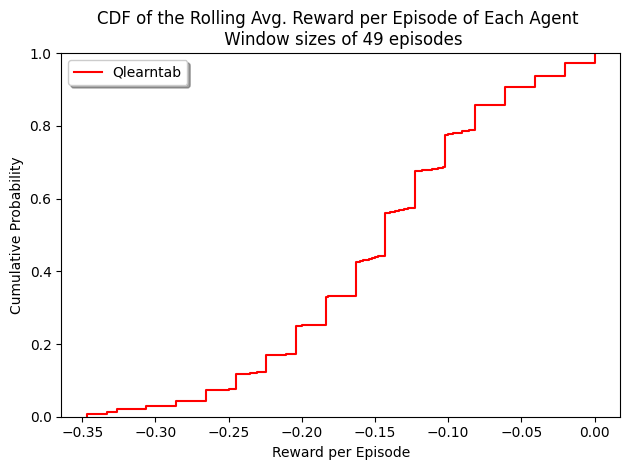 CDF of the Rolling Avg. Reward per Episode of Each Agent
Window sizes of 49 episodes
Qlearntab
Cumulative Probability
1.0
0.8
0.6
0.4
0.2
0.0
−0.35 −0.30 −0.25 −0.20 −0.15 −0.10 −0.05 0.00
Reward per Episode